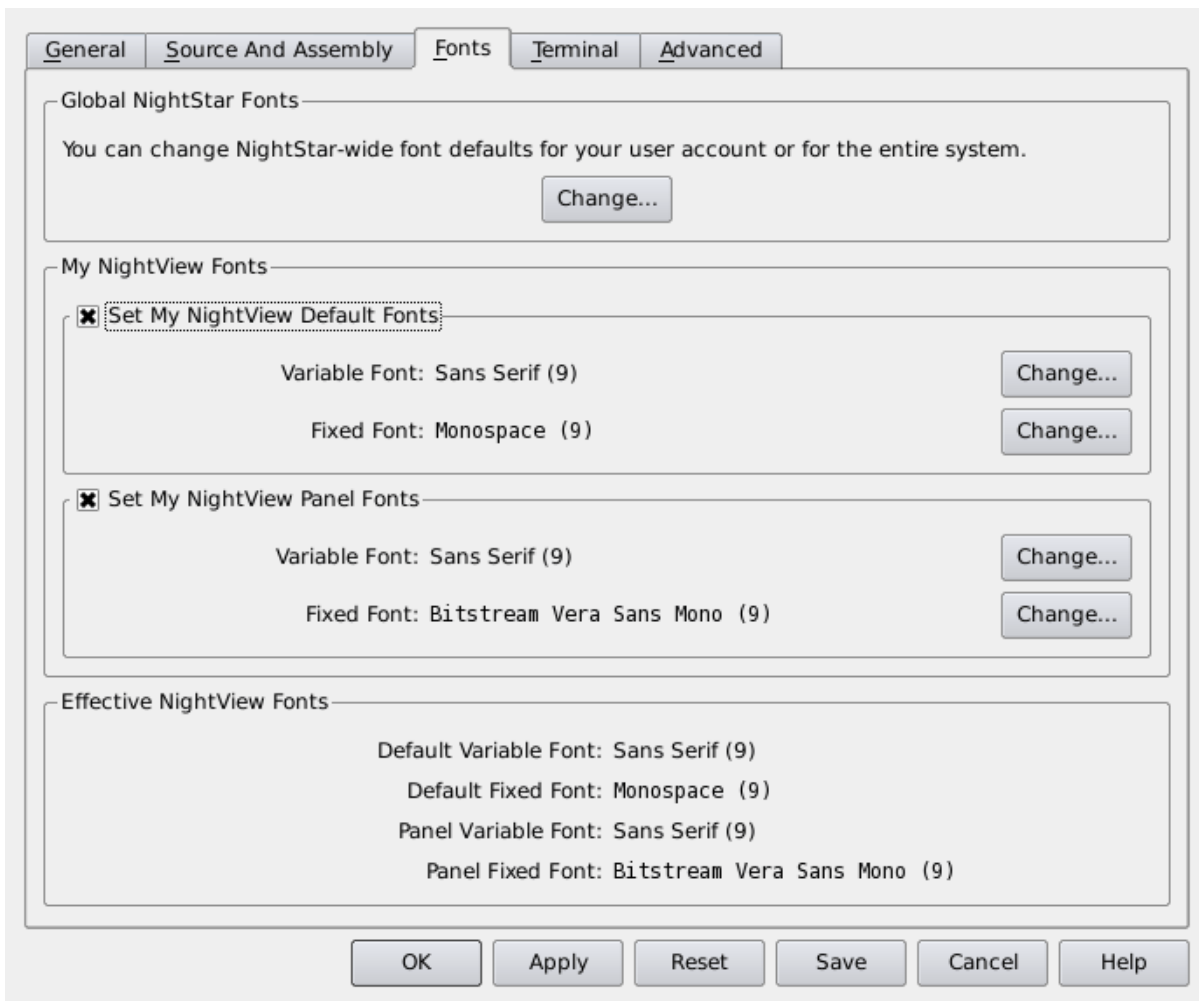 General Source And Assembly Fonts Terminal Advanced
Global NightStar Fonts
You can change NightStar-wide font defaults for your user account or for the entire system.
Change...
My NightView Fonts
Set My NightView Default Fonts
Variable Font: Sans Serif (9) Change...
Fixed Font: Monospace (9) Change...
Set My NightView Panel Fonts
Variable Font: Sans Serif (9) Change...
Fixed Font: Bitstream Vera Sans Mono (9) Change...
Effective NightView Fonts
Default Variable Font: Sans Serif (9)
Default Fixed Font: Monospace (9)
Panel Variable Font: Sans Serif (9)
Panel Fixed Font: Bitstream Vera Sans Mono (9)
OK Apply Reset Save Cancel Help